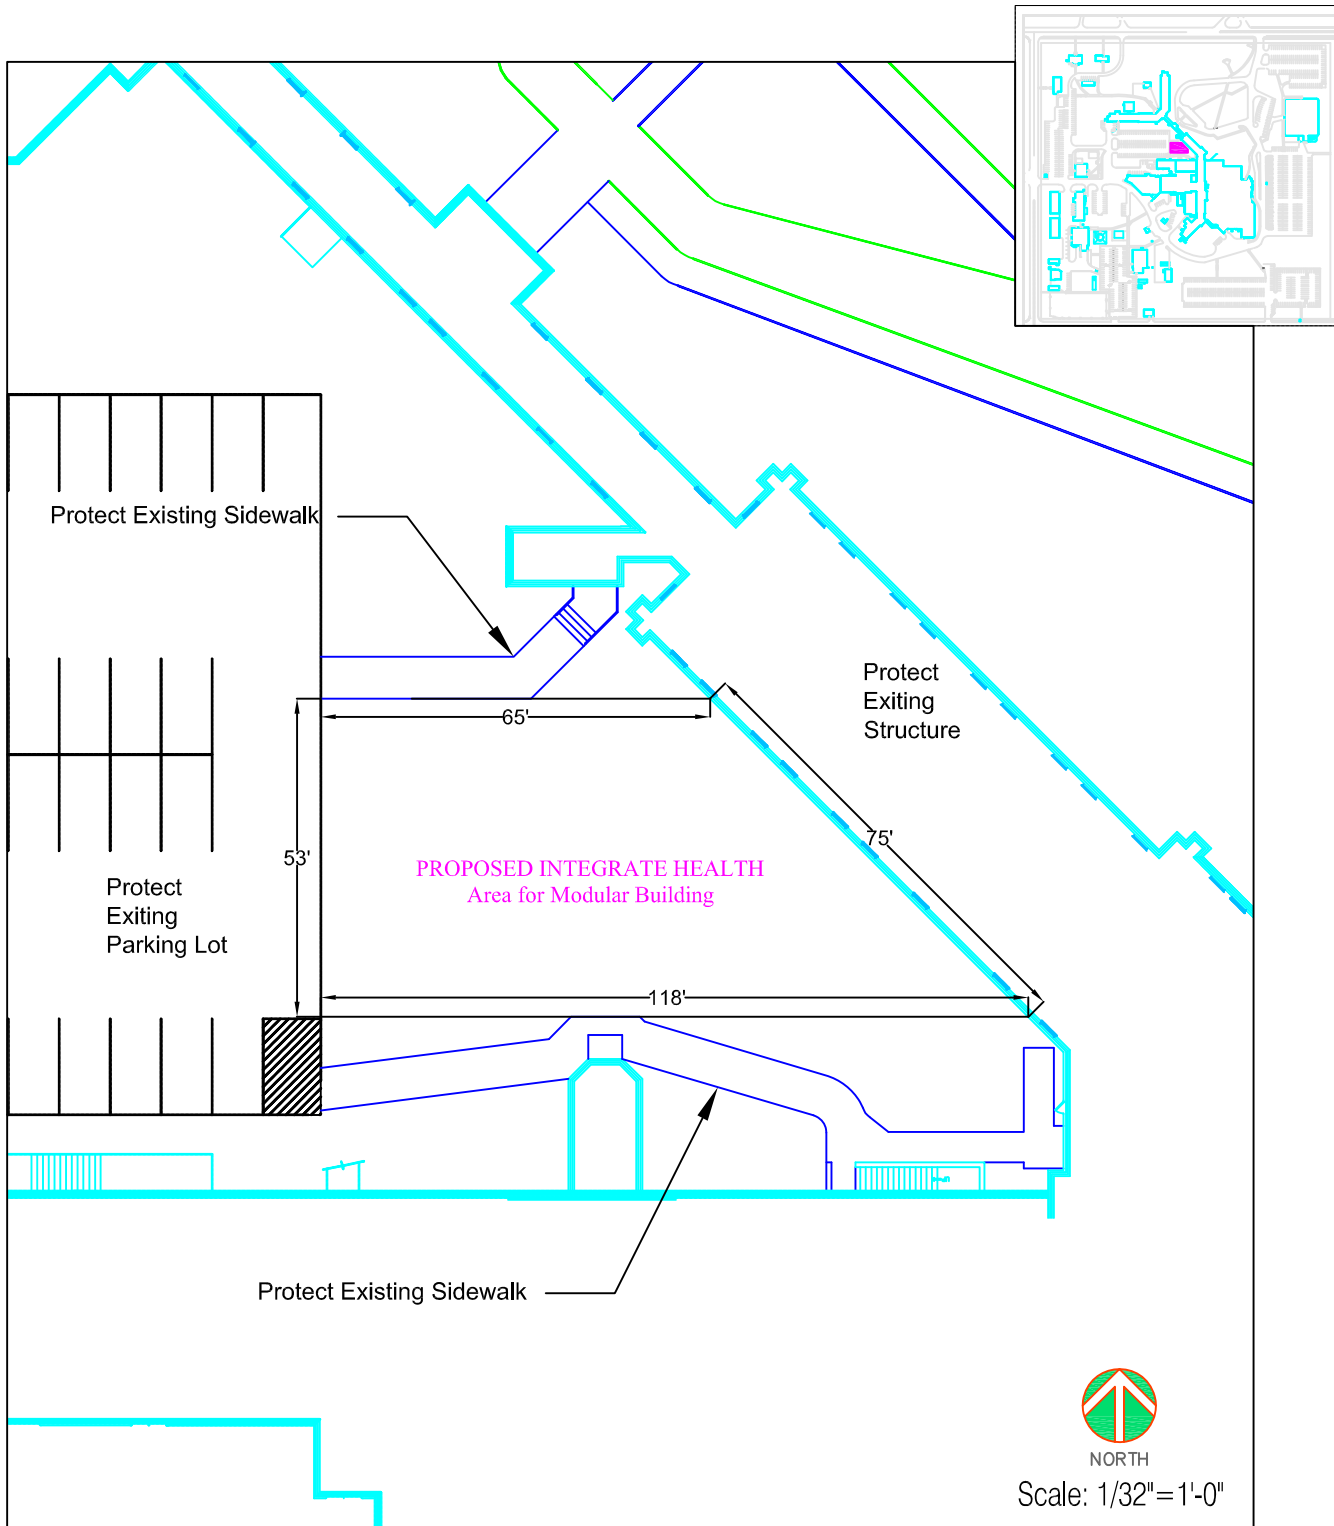 Protect Existing Sidewalk
Protect
Exiting
Structure
65'
75'
53'
PROPOSED INTEGRATE HEALTH
Area for Modular Building
Protect
Exiting
Parking Lot
118'
Protect Existing Sidewalk
NORTH
Scale: 1/32"=1'-0"